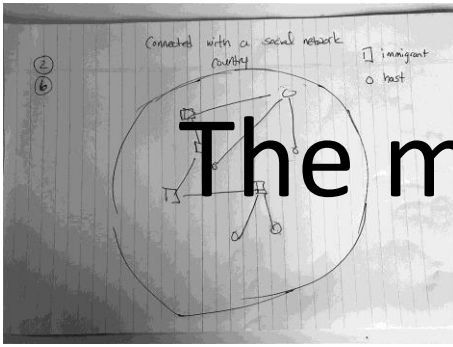 Connected with a social network
country
immigrant
host
2
6
The m